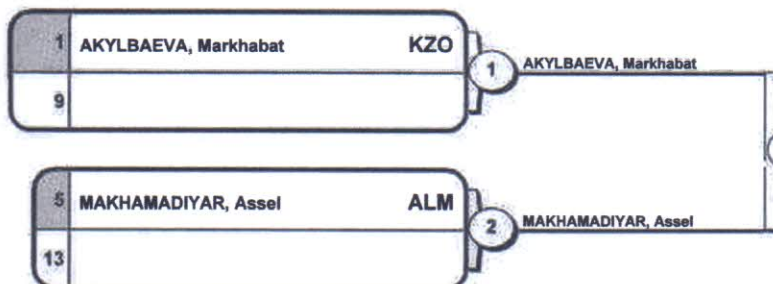 1 AKYLBAEVA, Markhabat KZO
1 AKYLBAEVA, Markhabat
9
5 MAKHAMADIYAR, Assel ALM
2 MAKHAMADIYAR, Assel
13